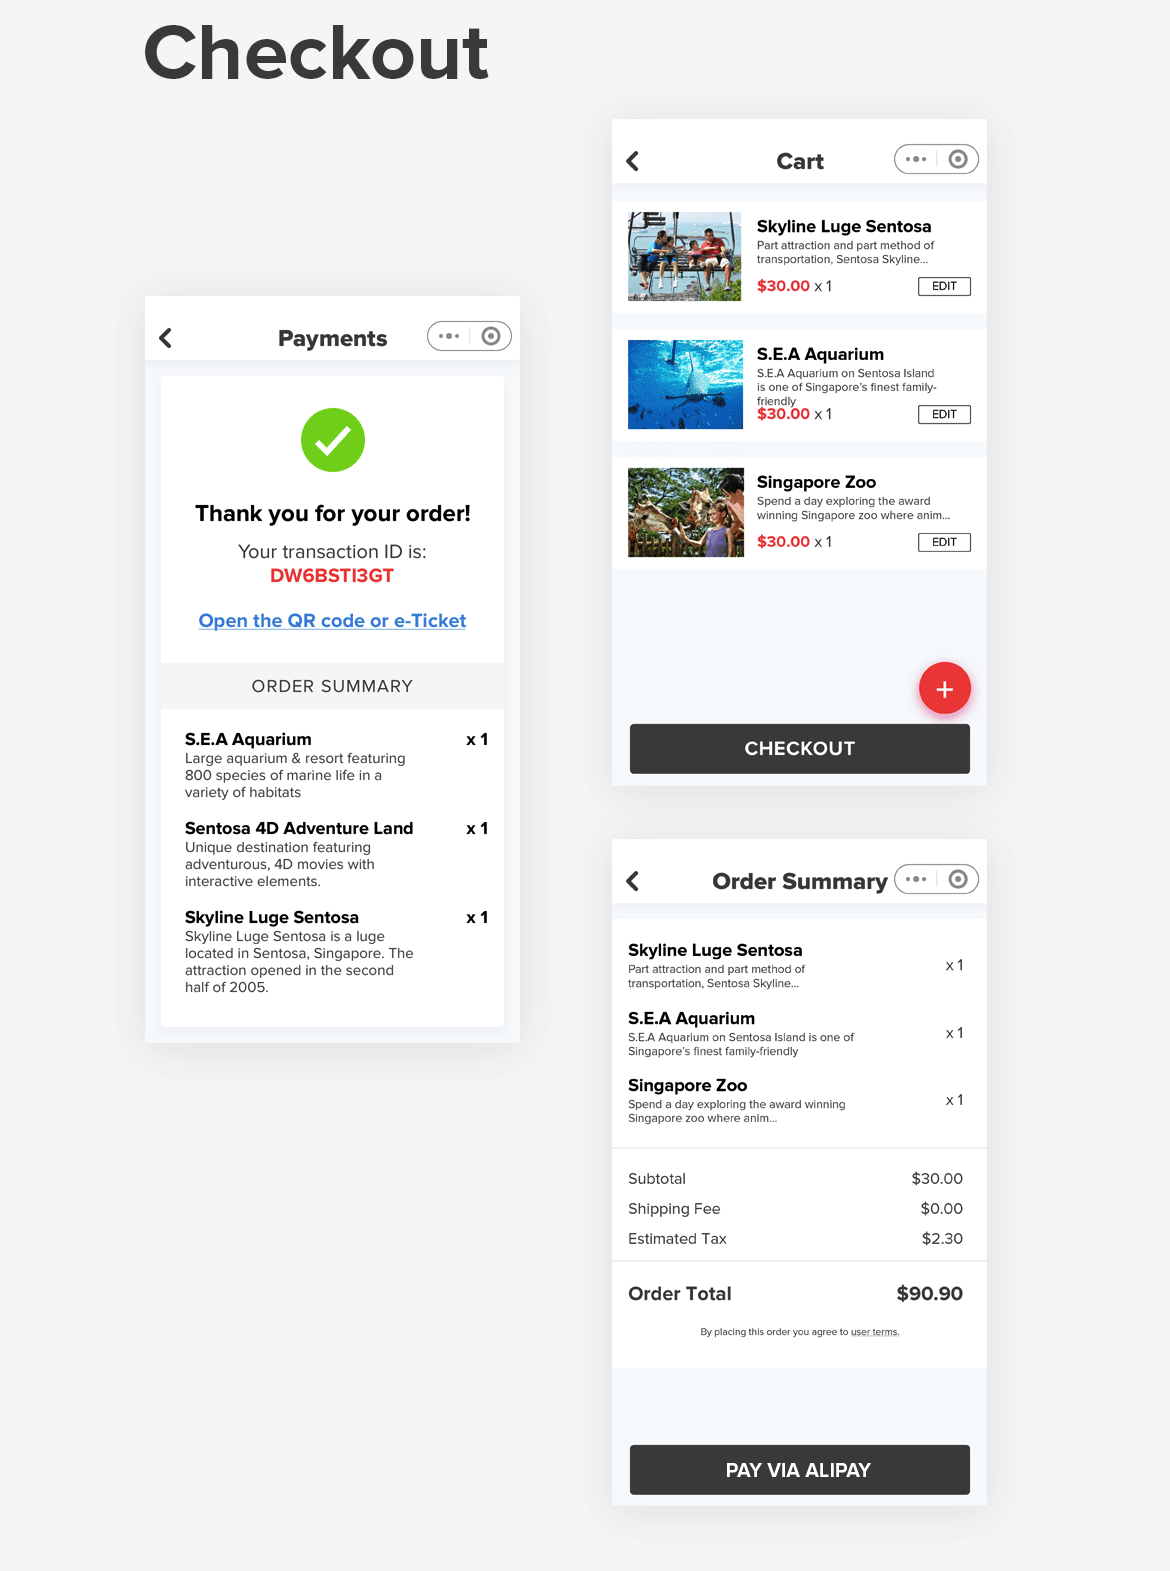 Checkout
Payments
Thank you for your order!
Your transaction ID is:
DW6BSTI3GT
Open the QR code or e-Ticket
ORDER SUMMARY
S.E.A Aquarium x 1
Large aquarium & resort featuring
800 species of marine life in a
variety of habitats
Sentosa 4D Adventure Land x 1
Unique destination featuring
adventurous, 4D movies with
interactive elements.
Skyline Luge Sentosa x 1
Skyline Luge Sentosa is a luge
located in Sentosa, Singapore. The
attraction opened in the second
half of 2005.
Cart
Skyline Luge Sentosa
Part attraction and part method of
transportation, Sentosa Skyline...
$30.00 x 1 EDIT
S.E.A Aquarium
S.E.A Aquarium on Sentosa Island
is one of Singapore's finest family-
friendly
$30.00 x 1 EDIT
Singapore Zoo
Spend a day exploring the award
winning Singapore zoo where anim...
$30.00 x 1 EDIT
+
CHECKOUT
Order Summary
Skyline Luge Sentosa
Part attraction and part method of
transportation, Sentosa Skyline...
x 1
S.E.A Aquarium
S.E.A Aquarium on Sentosa Island is one of
Singapore's finest family-friendly
x 1
Singapore Zoo
Spend a day exploring the award winning
Singapore zoo where anim...
x 1
Subtotal $30.00
Shipping Fee $0.00
Estimated Tax $2.30
Order Total $90.90
By placing this order you agree to user terms.
PAY VIA ALIPAY